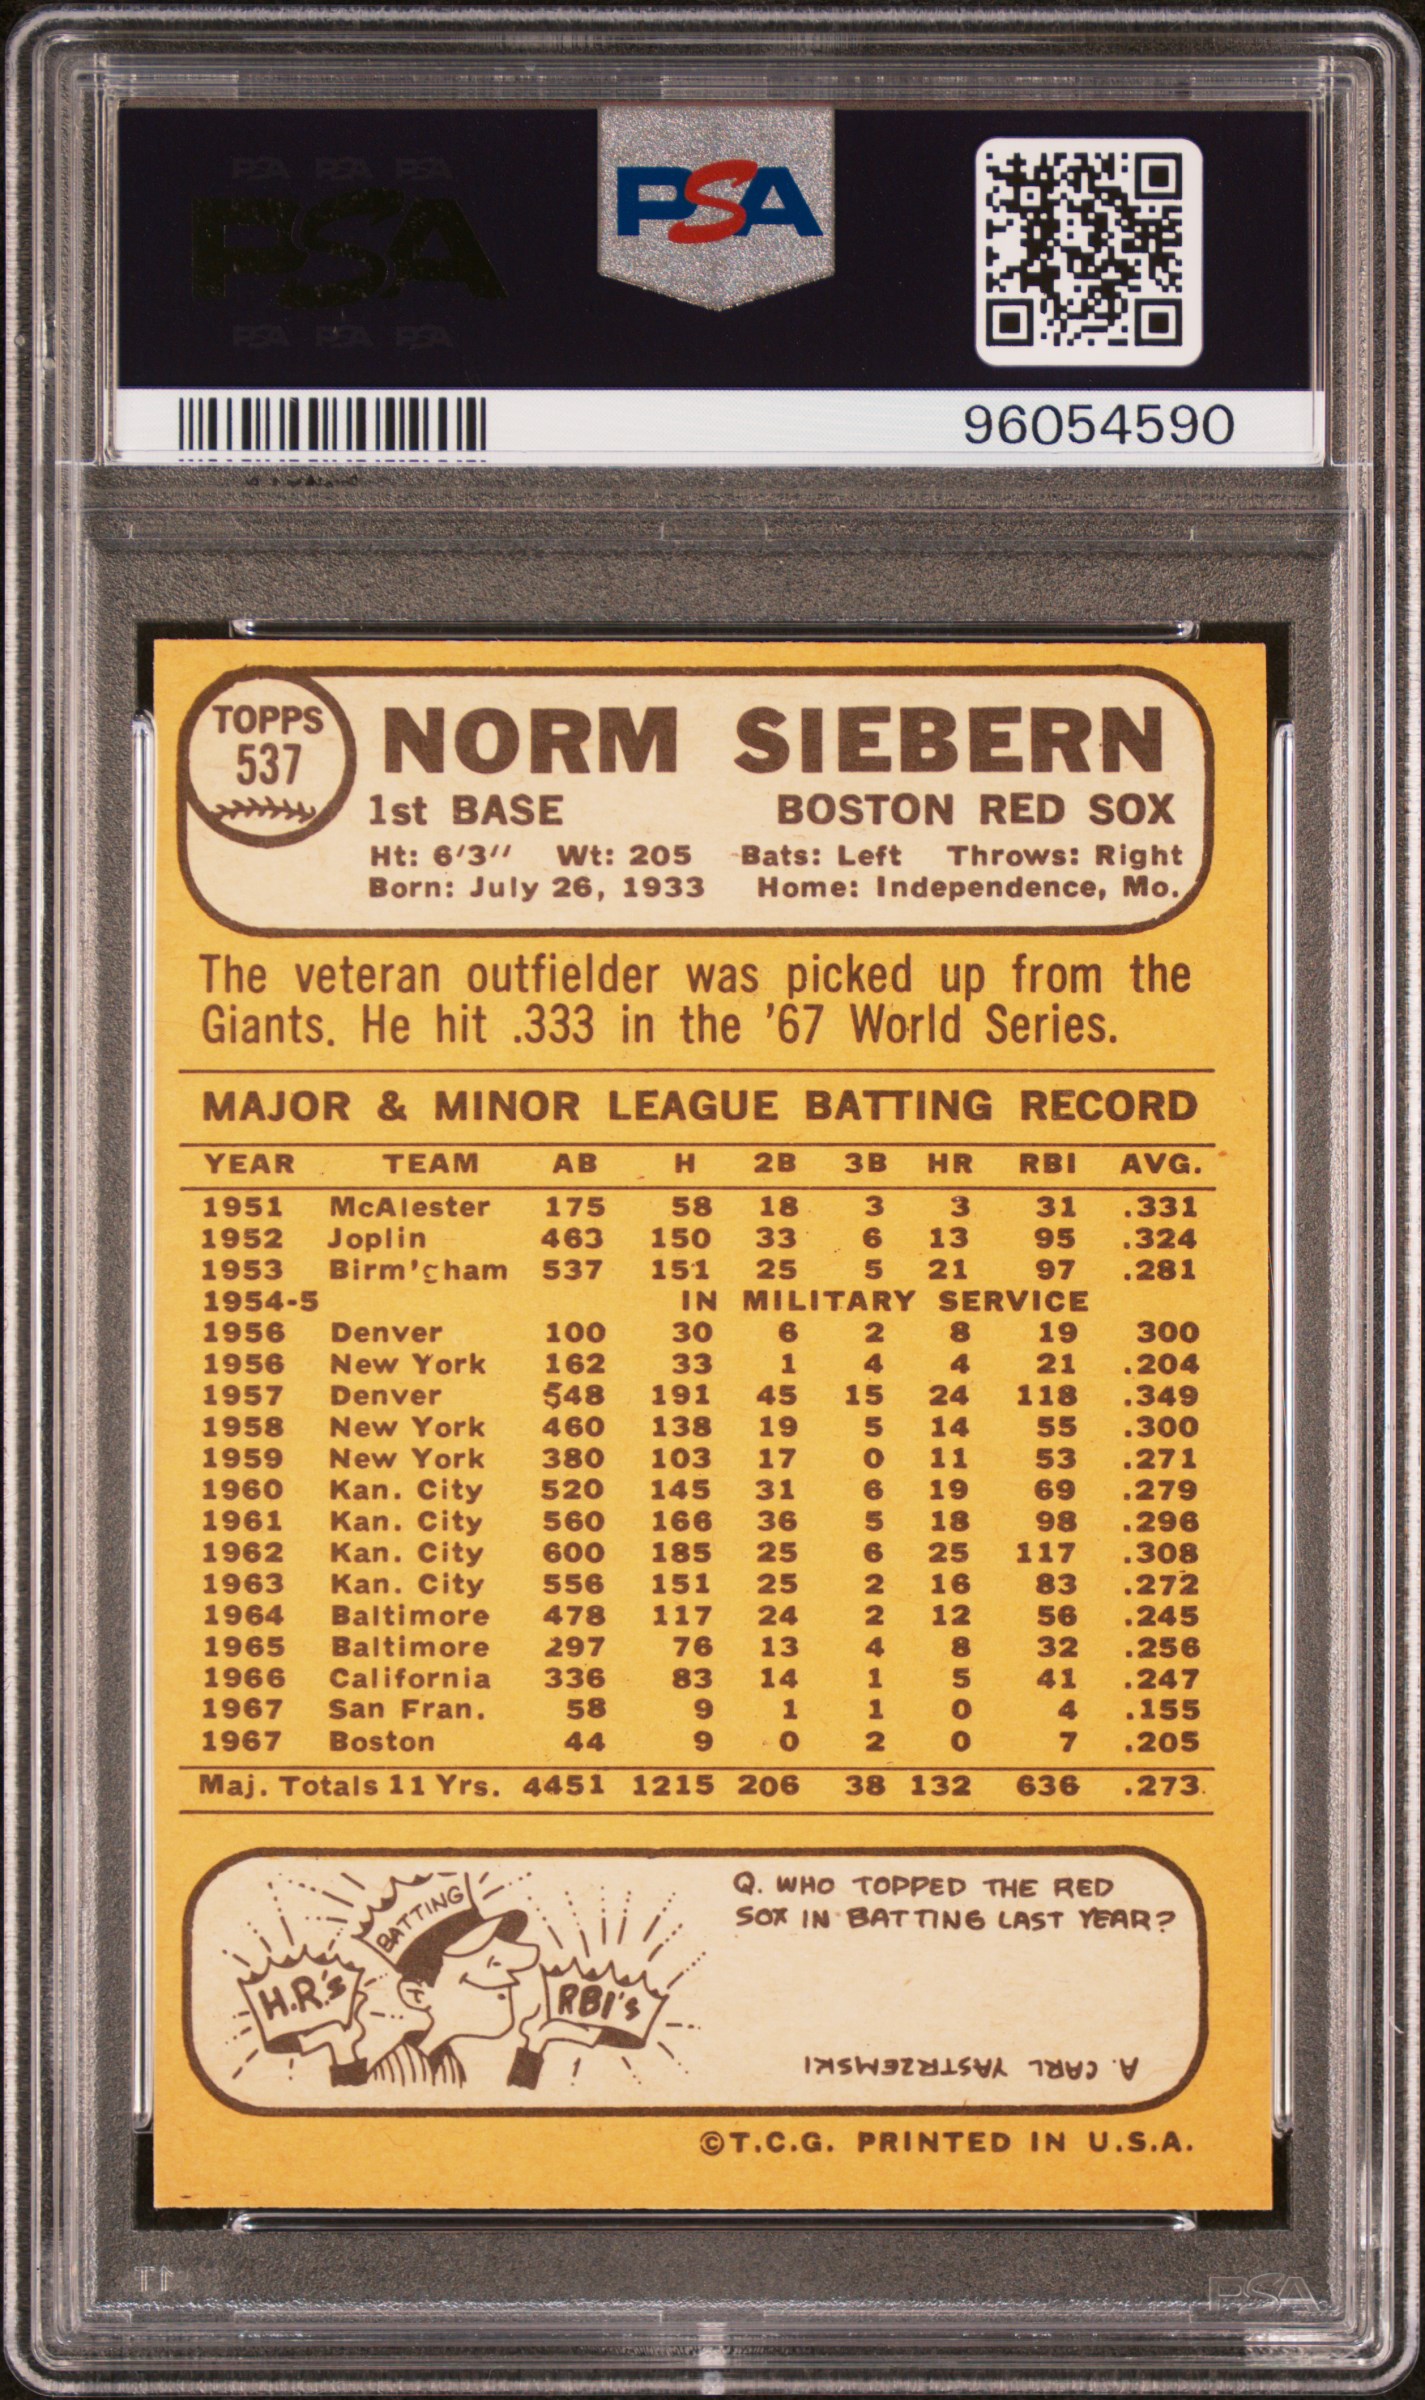 PSA PSA PSA
PSA
PSA PSA PSA
PSA
96054590
TOPPS
537
NORM SIEBERN
1st BASE BOSTON RED SOX
Ht: 6'3" Wt: 205 Bats: Left Throws: Right
Born: July 26, 1933 Home: Independence, Mo.
The veteran outfielder was picked up from the
Giants. He hit .333 in the '67 World Series.
MAJOR & MINOR LEAGUE BATTING RECORD
YEAR TEAM AB H 2B 3B HR RBI AVG.
1951 McAlester 175 58 18 3 3 31 .331
1952 Joplin 463 150 33 6 13 95 .324
1953 Birm'gham 537 151 25 5 21 97 .281
1954-5 IN MILITARY SERVICE
1956 Denver 100 30 6 2 8 19 300
1956 New York 162 33 1 4 4 21 .204
1957 Denver 548 191 45 15 24 118 .349
1958 New York 460 138 19 5 14 55 .300
1959 New York 380 103 17 0 11 53 .271
1960 Kan. City 520 145 31 6 19 69 .279
1961 Kan. City 560 166 36 5 18 98 .296
1962 Kan. City 600 185 25 6 25 117 .308
1963 Kan. City 556 151 25 2 16 83 .272
1964 Baltimore 478 117 24 2 12 56 .245
1965 Baltimore 297 76 13 4 8 32 .256
1966 California 336 83 14 1 5 41 .247
1967 San Fran. 58 9 1 1 0 4 .155
1967 Boston 44 9 0 2 0 7 .205
Maj. Totals 11 Yrs. 4451 1215 206 38 132 636 .273
BATTING
H.R.'s
RBI's
Q. WHO TOPPED THE RED
SOX IN BATTING LAST YEAR?
A. CARL YASTRZEMSKI
©T.C.G. PRINTED IN U.S.A.
PSA